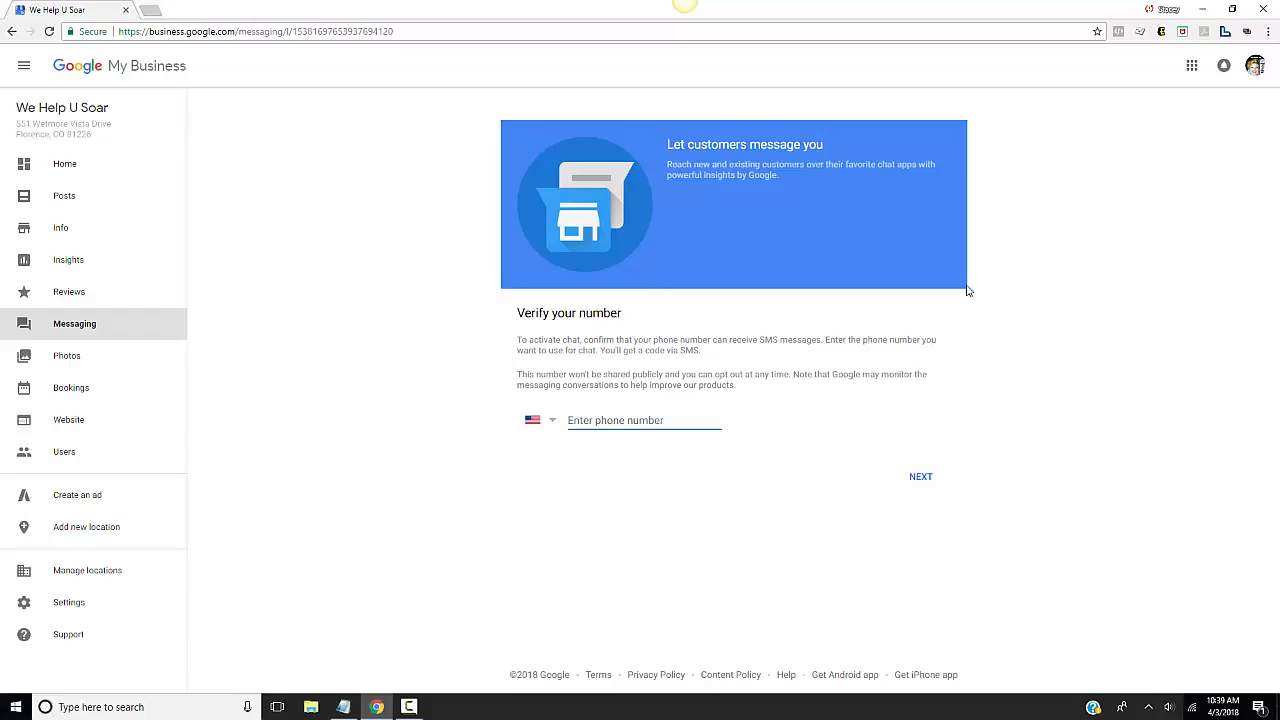 We Help U Soar
Stacey
Secure
https://business.google.com/messaging/l/15381697653937694120
Google My Business
We Help U Soar
551 Wetmore Vista Drive
Florence, CO 81226
Home
Posts
Info
Insights
Reviews
Messaging
Photos
Bookings
Website
Users
Create an ad
Add new location
Manage locations
Settings
Support
Let customers message you
Reach new and existing customers over their favorite chat apps with
powerful insights by Google.
Verify your number
To activate chat, confirm that your phone number can receive SMS messages. Enter the phone number you
want to use for chat. You'll get a code via SMS.
This number won't be shared publicly and you can opt out at any time. Note that Google may monitor the
messaging conversations to help improve our products.
Enter phone number
NEXT
©2018 Google - Terms - Privacy Policy - Content Policy - Help - Get Android app - Get iPhone app
Type here to search
10:39 AM
4/3/2018